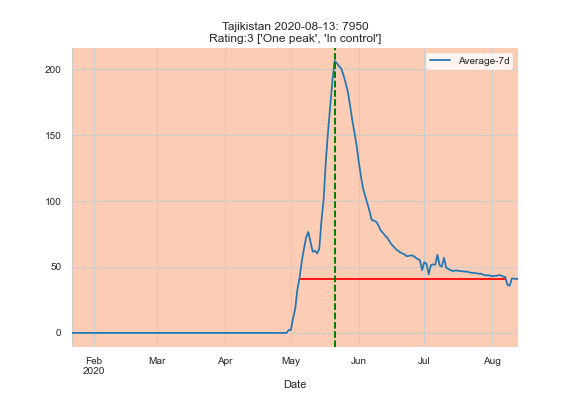 Tajikistan 2020-08-13: 7950
Rating:3 ['One peak', 'In control']
Average-7d
200
150
100
50
0
Feb
2020
Mar
Apr
May
Jun
Jul
Aug
Date